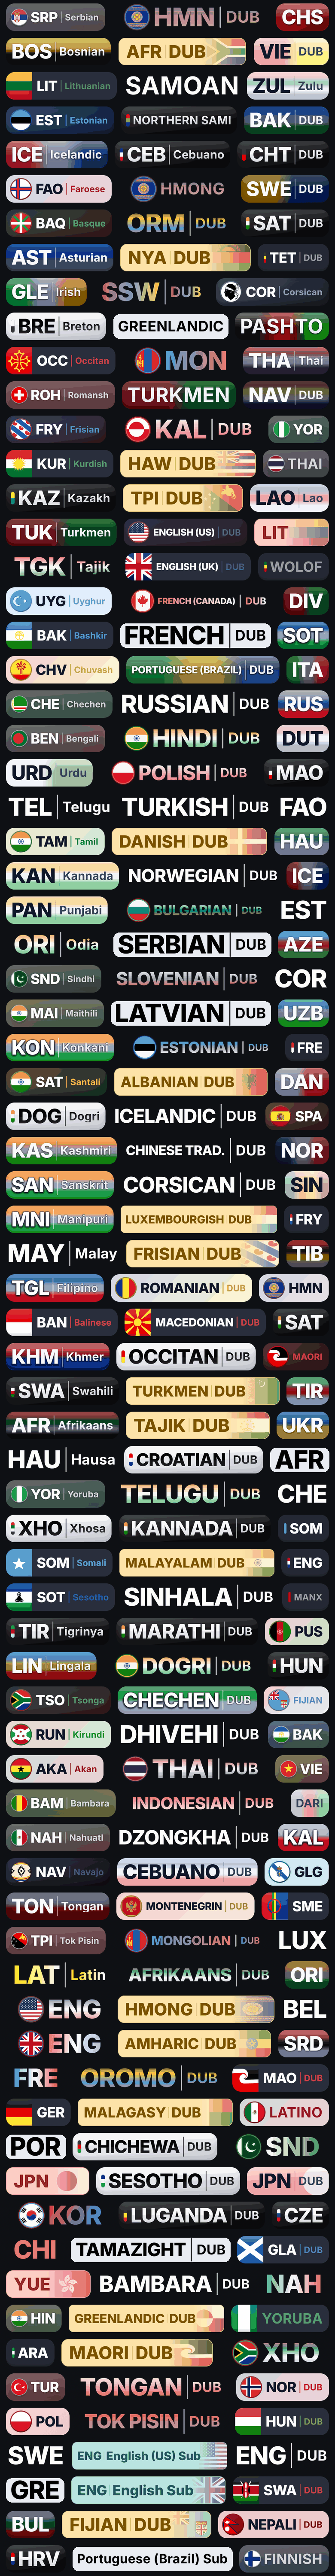 SRP Serbian HMN DUB CHS
BOS Bosnian AFR DUB VIE DUB
LIT Lithuanian SAMOAN ZUL Zulu
EST Estonian NORTHERN SAMI BAK DUB
ICE Icelandic CEB Cebuano CHT DUB
FAO Faroese HMONG SWE DUB
BAQ Basque ORM DUB SAT DUB
AST Asturian NYA DUB TET DUB
GLE Irish SSW DUB COR Corsican
BRE Breton GREENLANDIC PASHTO
OCC Occitan MON THA Thai
ROH Romansh TURKMEN NAV DUB
FRY Frisian KAL DUB YOR
KUR Kurdish HAW DUB THAI
KAZ Kazakh TPI DUB LAO Lao
TUK Turkmen ENGLISH (US) DUB LIT
TGK Tajik ENGLISH (UK) DUB WOLOF
UYG Uyghur FRENCH (CANADA) DUB DIV
BAK Bashkir FRENCH DUB SOT
CHV Chuvash PORTUGUESE (BRAZIL) DUB ITA
CHE Chechen RUSSIAN DUB RUS
BEN Bengali HINDI DUB DUT
URD Urdu POLISH DUB MAO
TEL Telugu TURKISH DUB FAO
TAM Tamil DANISH DUB HAU
KAN Kannada NORWEGIAN DUB ICE
PAN Punjabi BULGARIAN DUB EST
ORI Odia SERBIAN DUB AZE
SND Sindhi SLOVENIAN DUB COR
MAI Maithili LATVIAN DUB UZB
KON Konkani ESTONIAN DUB FRE
SAT Santali ALBANIAN DUB DAN
DOG Dogri ICELANDIC DUB SPA
KAS Kashmiri CHINESE TRAD. DUB NOR
SAN Sanskrit CORSICAN DUB SIN
MNI Manipuri LUXEMBOURGISH DUB FRY
MAY Malay FRISIAN DUB TIB
TGL Filipino ROMANIAN DUB HMN
BAN Balinese MACEDONIAN DUB SAT
KHM Khmer OCCITAN DUB MAORI
SWA Swahili TURKMEN DUB TIR
AFR Afrikaans TAJIK DUB UKR
HAU Hausa CROATIAN DUB AFR
YOR Yoruba TELUGU DUB CHE
XHO Xhosa KANNADA DUB SOM
SOM Somali MALAYALAM DUB ENG
SOT Sesotho SINHALA DUB MANX
TIR Tigrinya MARATHI DUB PUS
LIN Lingala DOGRI DUB HUN
TSO Tsonga CHECHEN DUB FIJIAN
RUN Kirundi DHIVEHI DUB BAK
AKA Akan THAI DUB VIE
BAM Bambara INDONESIAN DUB DARI
NAH Nahuatl DZONGKHA DUB KAL
NAV Navajo CEBUANO DUB GLG
TON Tongan MONTENEGRIN DUB SME
TPI Tok Pisin MONGOLIAN DUB LUX
LAT Latin AFRIKAANS DUB ORI
ENG HMONG DUB BEL
ENG AMHARIC DUB SRD
FRE OROMO DUB MAO DUB
GER MALAGASY DUB LATINO
POR CHICHEWA DUB SND
JPN SESOTHO DUB JPN DUB
KOR LUGANDA DUB CZE
CHI TAMAZIGHT DUB GLA DUB
YUE BAMBARA DUB NAH
HIN GREENLANDIC DUB YORUBA
ARA MAORI DUB XHO
TUR TONGAN DUB NOR DUB
POL TOK PISIN DUB HUN DUB
SWE ENG English (US) Sub ENG DUB
GRE ENG English Sub SWA DUB
BUL FIJIAN DUB NEPALI DUB
HRV Portuguese (Brazil) Sub FINNISH